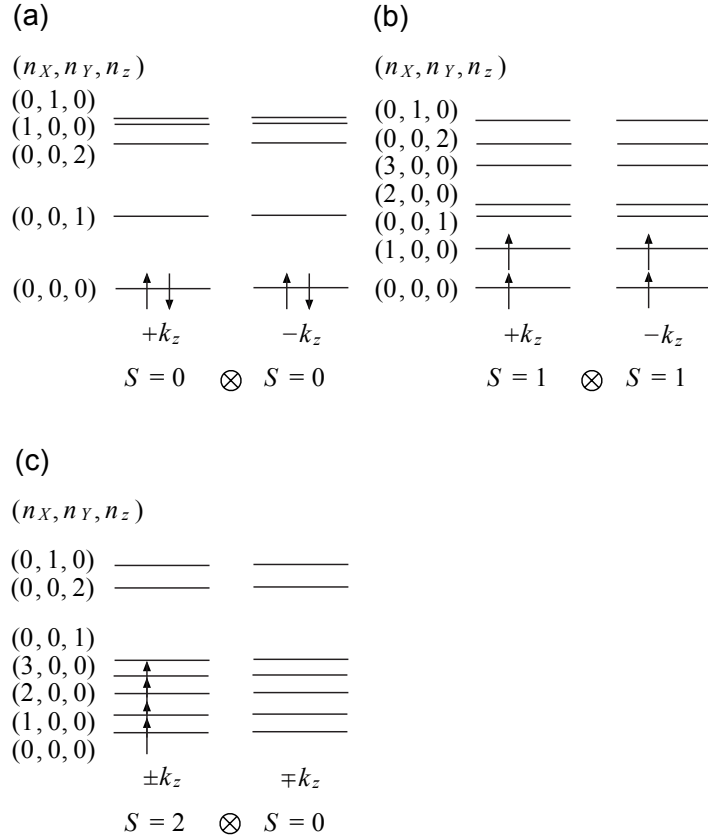 (a)
(n_X, n_Y, n_z)
(0, 1, 0)
(1, 0, 0)
(0, 0, 2)
(0, 0, 1)
(0, 0, 0)
+k_z −k_z
S = 0 ⊗ S = 0
(b)
(n_X, n_Y, n_z)
(0, 1, 0)
(0, 0, 2)
(3, 0, 0)
(2, 0, 0)
(0, 0, 1)
(1, 0, 0)
(0, 0, 0)
+k_z −k_z
S = 1 ⊗ S = 1
(c)
(n_X, n_Y, n_z)
(0, 1, 0)
(0, 0, 2)
(0, 0, 1)
(3, 0, 0)
(2, 0, 0)
(1, 0, 0)
(0, 0, 0)
±k_z ∓k_z
S = 2 ⊗ S = 0